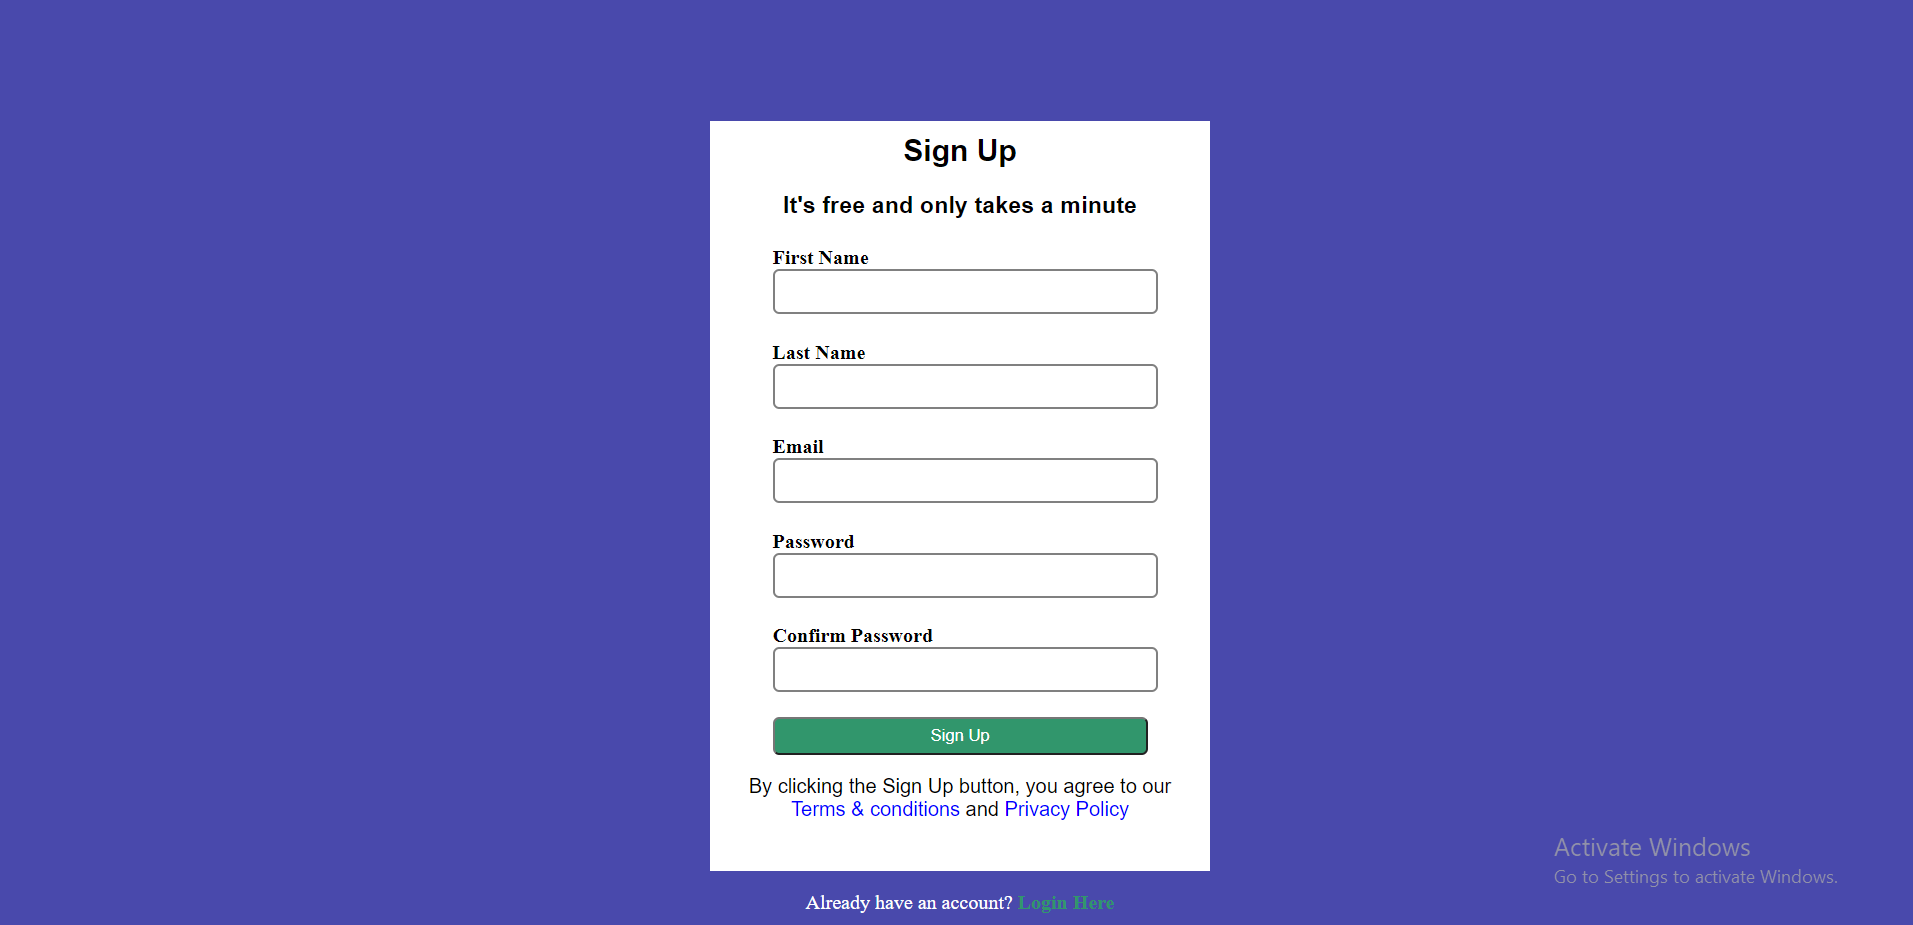 Sign Up
It's free and only takes a minute
First Name
Last Name
Email
Password
Confirm Password
Sign Up
By clicking the Sign Up button, you agree to our
Terms & conditions and Privacy Policy
Activate Windows
Go to Settings to activate Windows.
Already have an account? Login Here